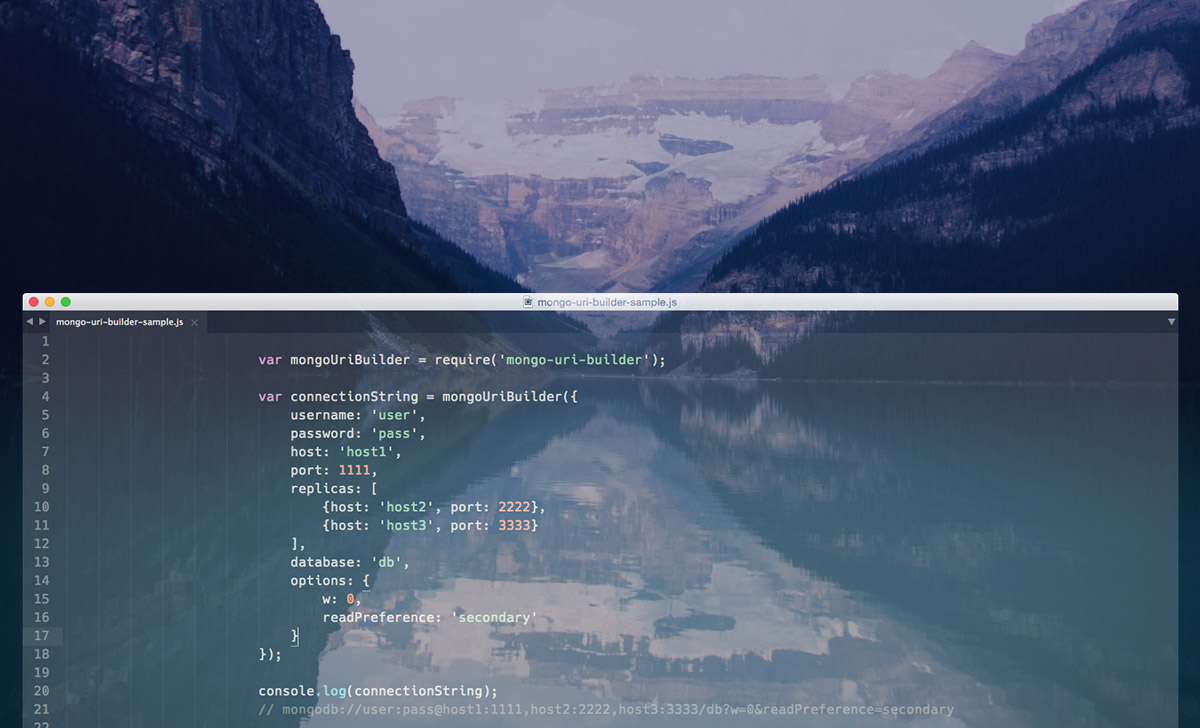 mongo-uri-builder-sample.js
mongo-uri-builder-sample.js
1
2 var mongoUriBuilder = require('mongo-uri-builder');
3
4 var connectionString = mongoUriBuilder({
5 username: 'user',
6 password: 'pass',
7 host: 'host1',
8 port: 1111,
9 replicas: [
10 {host: 'host2', port: 2222},
11 {host: 'host3', port: 3333}
12 ],
13 database: 'db',
14 options: {
15 w: 0,
16 readPreference: 'secondary'
17 }
18 });
19
20 console.log(connectionString);
21 // mongodb://user:pass@host1:1111,host2:2222,host3:3333/db?w=0&readPreference=secondary
22